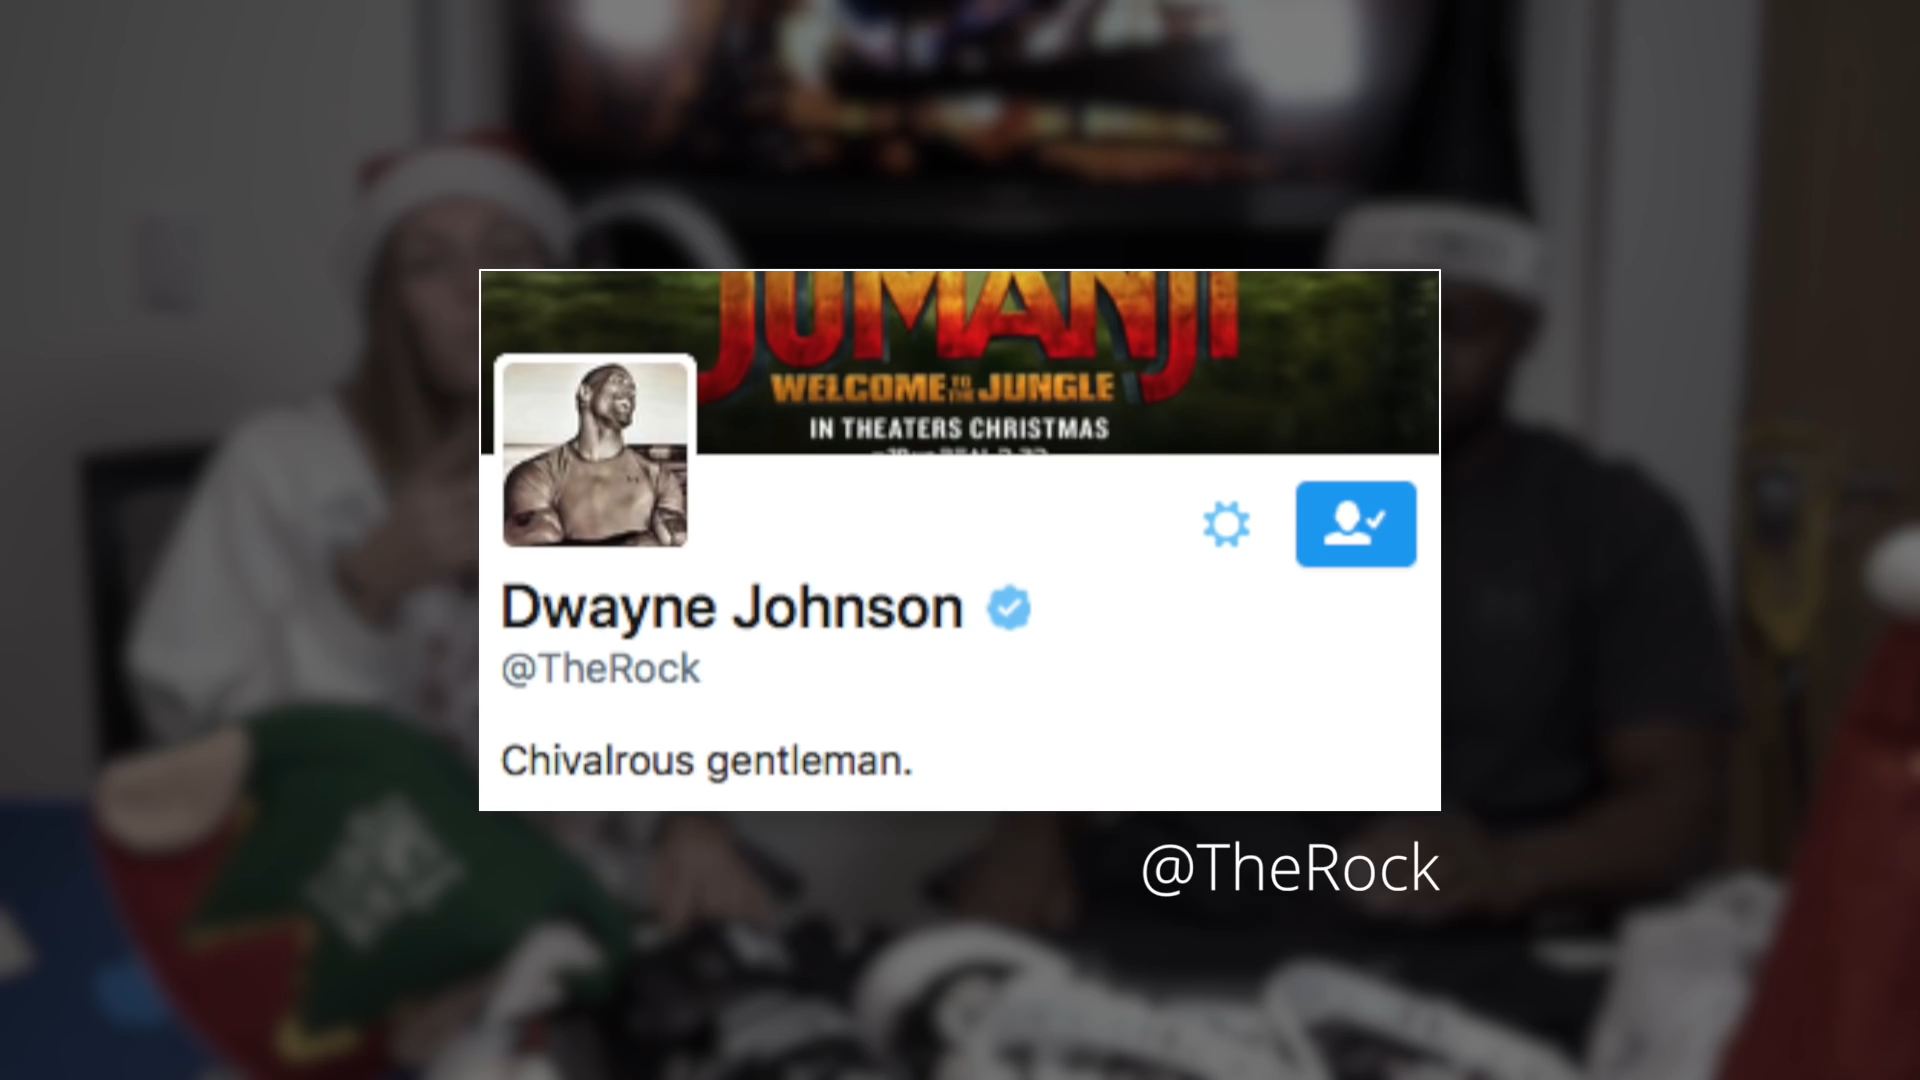 JUMANJI
WELCOME TO THE JUNGLE
IN THEATERS CHRISTMAS
Dwayne Johnson
@TheRock
Chivalrous gentleman.
@TheRock